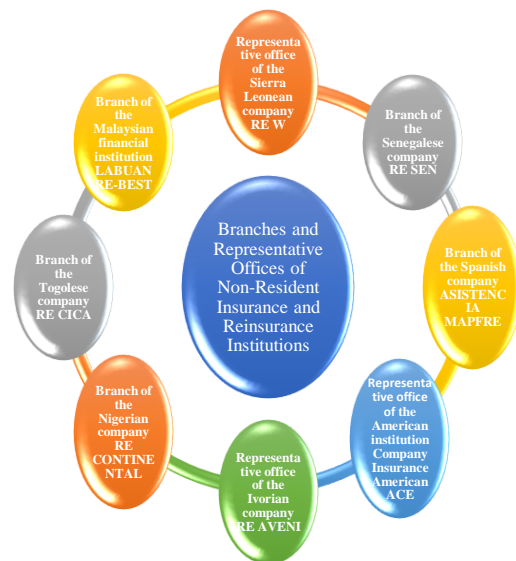 Representa
tive office
of the
Sierra
Leonean
company
RE W
Branch of
the
Senegalese
company
RE SEN
Branch of
the Spanish
company
ASISTENC
IA
MAPFRE
Representa
tive office
of the
American
institution
Company
Insurance
American
ACE
Representa
tive office
of the
Ivorian
company
RE AVENI
Branch of
the
Nigerian
company
RE
CONTINE
NTAL
Branch of
the
Togolese
company
RE CICA
Branch of
the
Malaysian
financial
institution
LABUAN
RE-BEST
Branches and
Representative
Offices of
Non-Resident
Insurance and
Reinsurance
Institutions